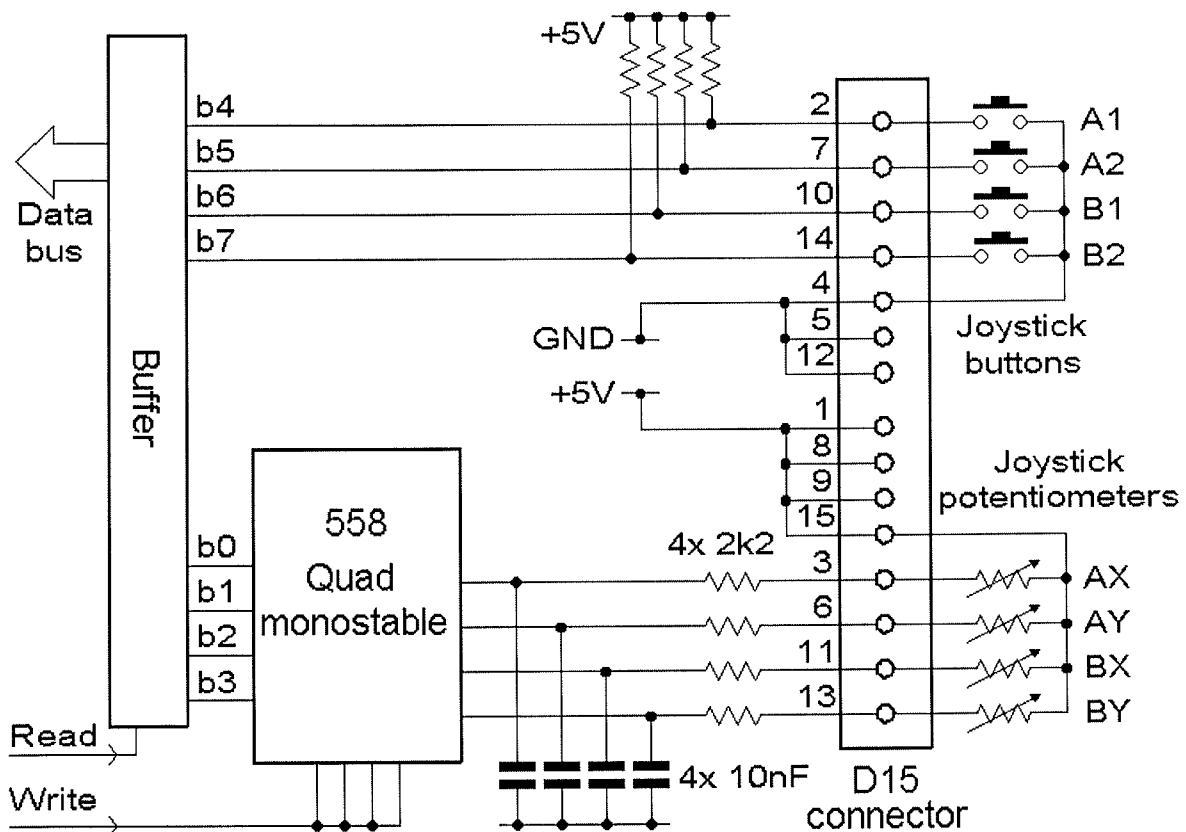 +5V
b4
2
A1
b5
7
A2
Data
bus
b6
10
B1
b7
14
B2
4
GND
5
12
Joystick
buttons
Buffer
+5V
1
8
9
15
Joystick
potentiometers
558
Quad
monostable
b0
b1
b2
b3
4x 2k2
3
AX
6
AY
11
BX
13
BY
Read
Write
4x 10nF
D15
connector